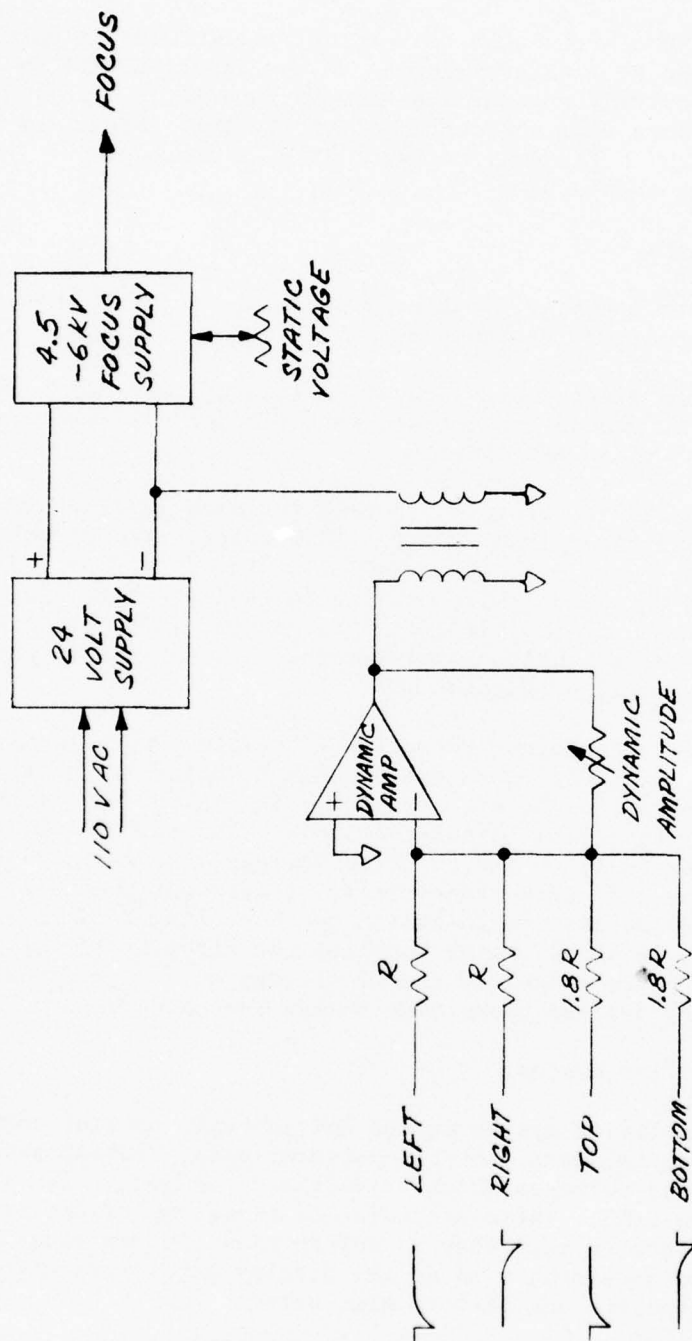 110 V AC
24
VOLT
SUPPLY
+
-
4.5
-6KV
FOCUS
SUPPLY
FOCUS
STATIC
VOLTAGE
+
DYNAMIC
AMP
-
DYNAMIC
AMPLITUDE
LEFT
R
RIGHT
R
TOP
1.8R
BOTTOM
1.8R